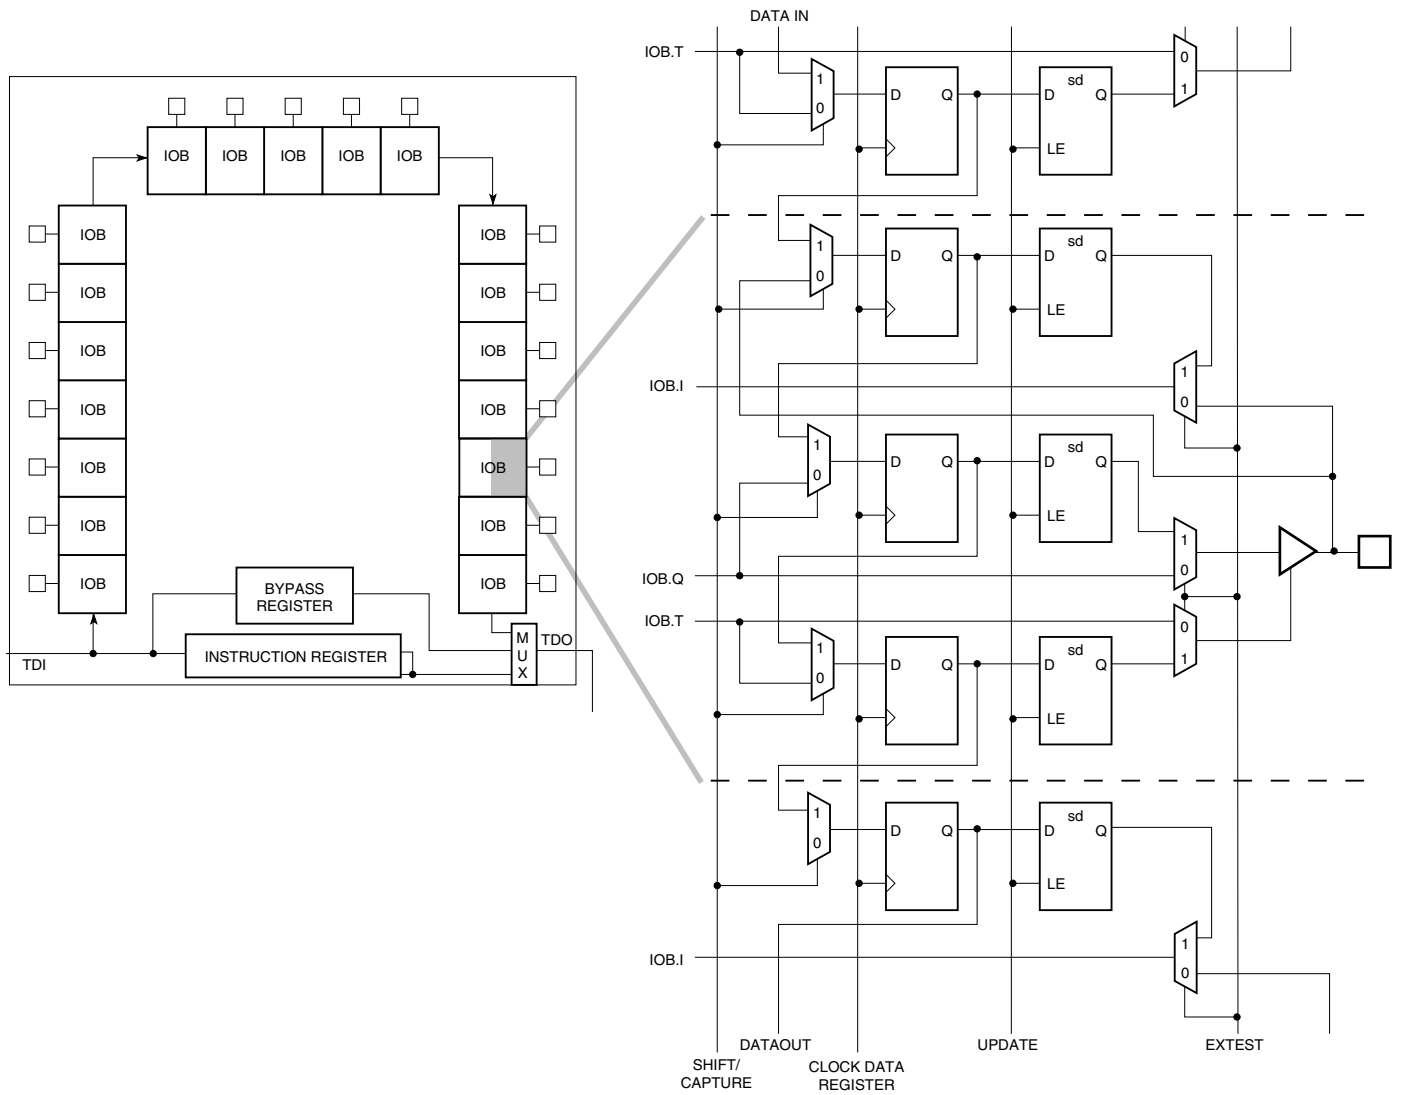 IOB IOB IOB IOB IOB
IOB
IOB
IOB
IOB
IOB
IOB
IOB
IOB
IOB
IOB
IOB
IOB
IOB
IOB
BYPASS
REGISTER
INSTRUCTION REGISTER
M
U
X
TDO
TDI
DATA IN
IOB.T
1
0
D Q
D sd Q
LE
0
1
1
0
D Q
D sd Q
LE
IOB.I
1
0
1
0
D Q
D sd Q
LE
1
0
IOB.Q
IOB.T
0
1
1
0
D Q
D sd Q
LE
1
0
D Q
D sd Q
LE
IOB.I
1
0
DATAOUT
UPDATE
EXTEST
SHIFT/
CAPTURE
CLOCK DATA
REGISTER